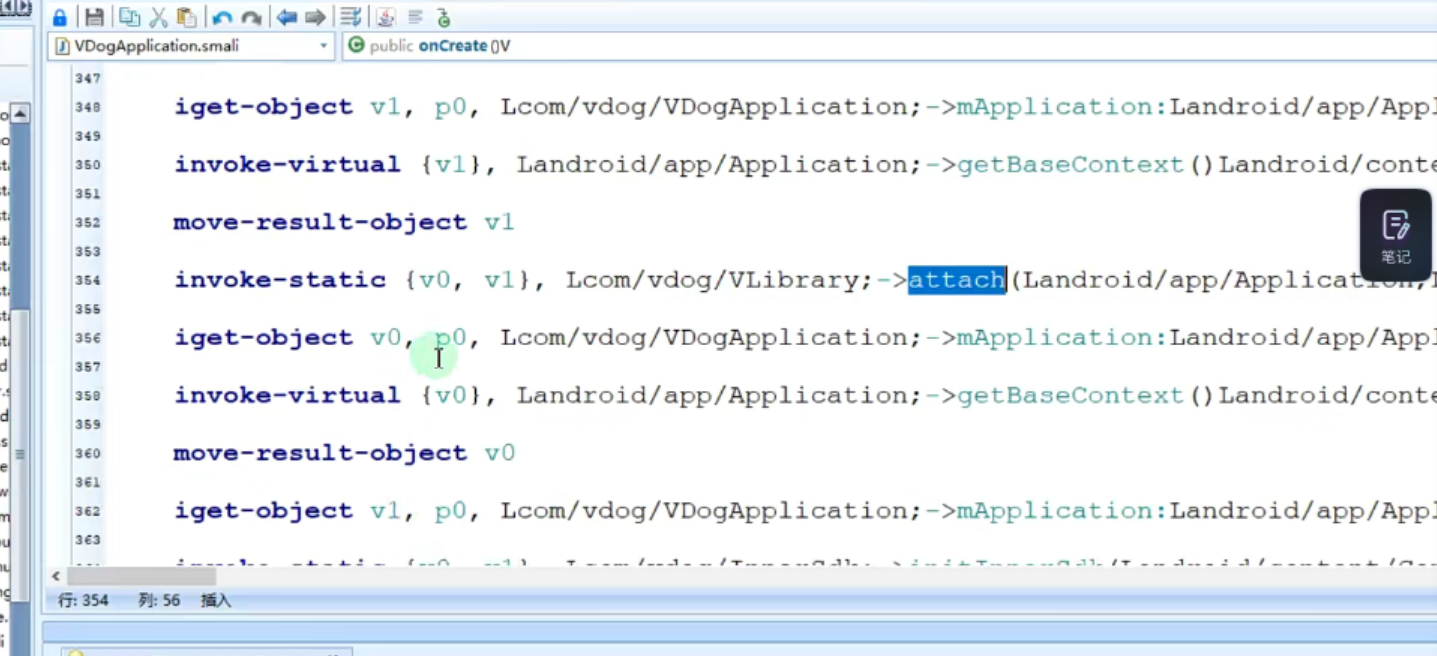 VDogApplication.smali
public onCreate()V
347
348 iget-object v1, p0, Lcom/vdog/VDogApplication;->mApplication:Landroid/app/Appl
349
350 invoke-virtual {v1}, Landroid/app/Application;->getBaseContext()Landroid/conte
351
352 move-result-object v1
353
354 invoke-static {v0, v1}, Lcom/vdog/VLibrary;->attach(Landroid/app/Application;
355
356 iget-object v0, p0, Lcom/vdog/VDogApplication;->mApplication:Landroid/app/Appl
357
358 invoke-virtual {v0}, Landroid/app/Application;->getBaseContext()Landroid/conte
359
360 move-result-object v0
361
362 iget-object v1, p0, Lcom/vdog/VDogApplication;->mApplication:Landroid/app/Appl
363
笔记
行: 354 列: 56 插入